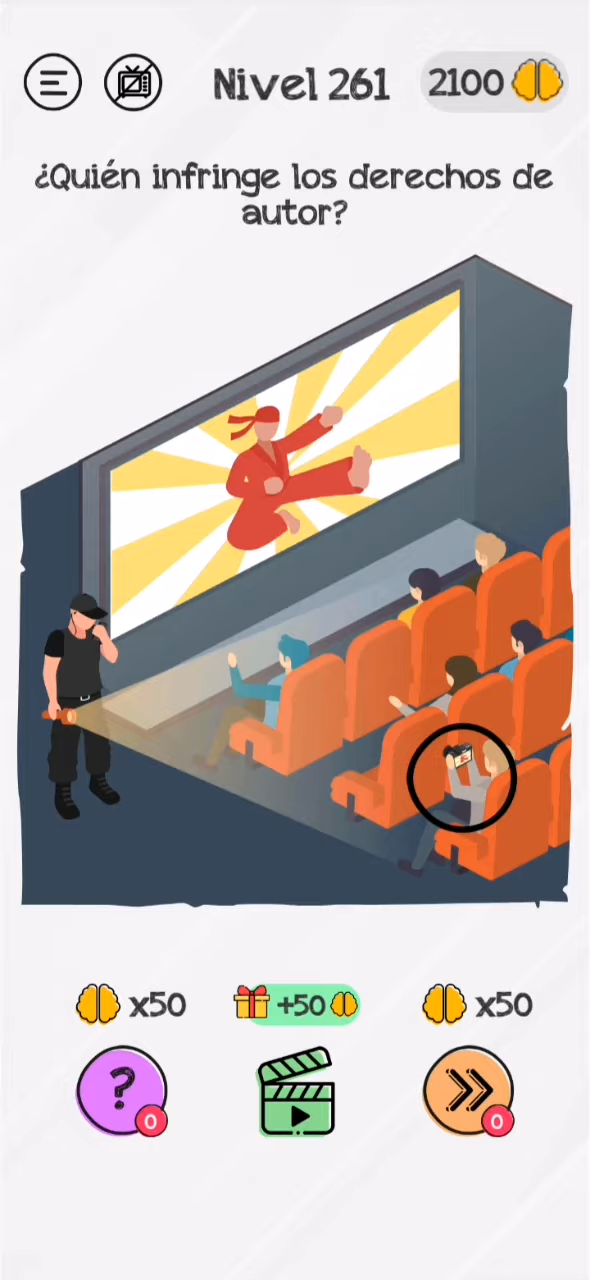 Nivel 261
2100
¿Quién infringe los derechos de
autor?
x50
+50
x50
?
0
0